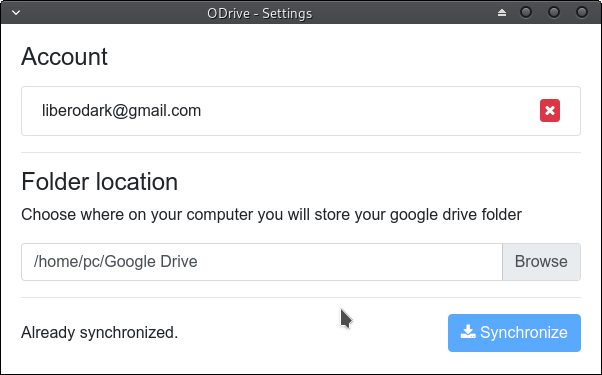 ODrive - Settings
Account
liberodark@gmail.com
Folder location
Choose where on your computer you will store your google drive folder
/home/pc/Google Drive
Browse
Already synchronized.
Synchronize